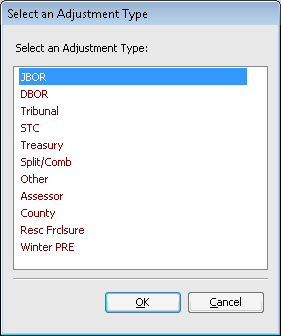 Select an Adjustment Type
Select an Adjustment Type:
JBOR
DBOR
Tribunal
STC
Treasury
Split/Comb
Other
Assessor
County
Resc Frclsure
Winter PRE
OK
Cancel